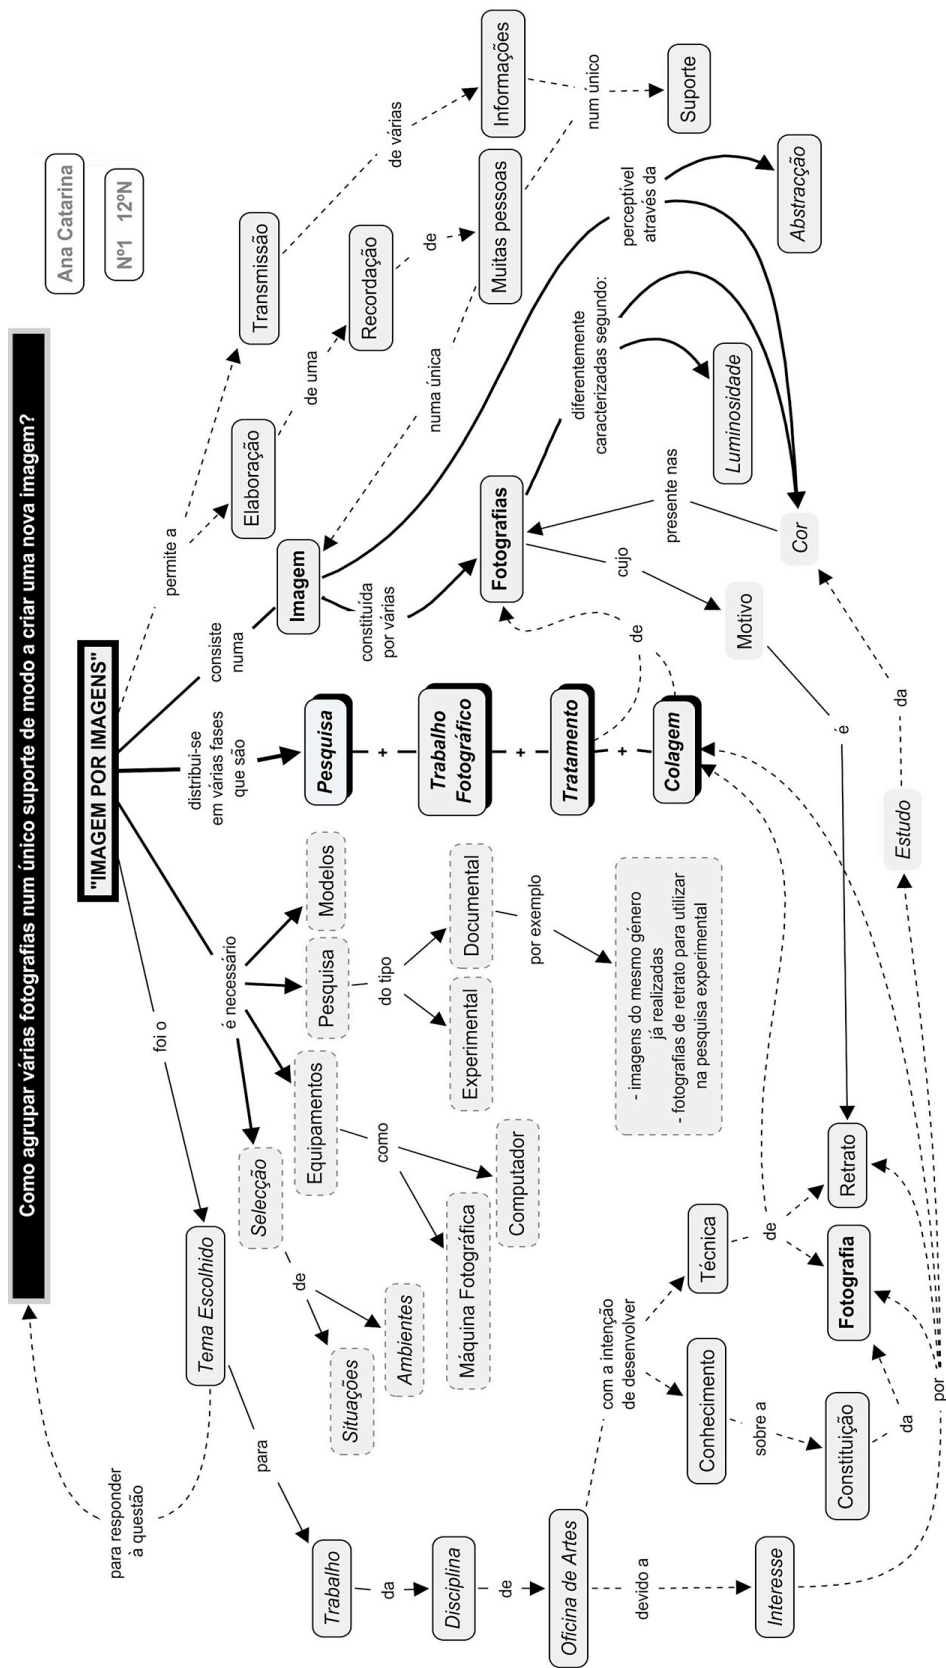 Como agrupar várias fotografias num único suporte de modo a criar uma nova imagem?
Ana Catarina
Nº1 12ºN
"IMAGEM POR IMAGENS"
para responder
à questão
foi o
é necessário
distribui-se
em várias fases
que são
consiste
numa
permite a
Tema Escolhido
Selecção
Elaboração
Transmissão
para
de
Equipamentos
Pesquisa
Modelos
Pesquisa
Imagem
de uma
Trabalho
Situações
Ambientes
como
do tipo
+
constituída
por várias
Recordação
de várias
da
numa única
de
Disciplina
Máquina Fotográfica
Computador
Experimental
Documental
Trabalho
Fotográfico
Fotografias
Muitas pessoas
Informações
de
por exemplo
+
Oficina de Artes
Tratamento
diferentemente
caracterizadas segundo:
num único
com a intenção
de desenvolver
- imagens do mesmo género
já realizadas
- fotografias de retrato para utilizar
na pesquisa experimental
+
de
cujo
presente nas
perceptível
através da
devido a
Conhecimento
Técnica
Colagem
Motivo
Luminosidade
Suporte
sobre a
de
Interesse
Constituição
Fotografia
Retrato
e
Cor
Abstracção
da
Estudo
da
por